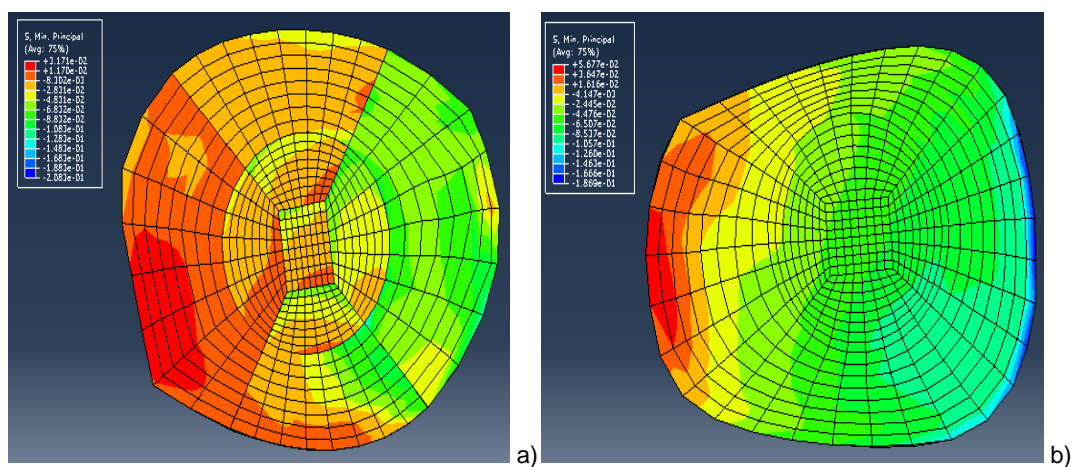 S, Min. Principal
(Avg: 75%)
+3.171e-02
+1.170e-02
-8.302e-03
-2.831e-02
-4.831e-02
-6.832e-02
-8.832e-02
-1.083e-01
-1.283e-01
-1.483e-01
-1.683e-01
-1.883e-01
-2.083e-01
a)
S, Min. Principal
(Avg: 75%)
+5.677e-02
+3.647e-02
+1.616e-02
-4.147e-03
-2.445e-02
-4.476e-02
-6.507e-02
-8.537e-02
-1.057e-01
-1.260e-01
-1.463e-01
-1.666e-01
-1.869e-01
b)